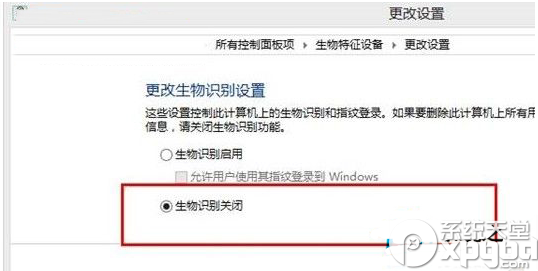 更改设置
所有控制面板项 ▸ 生物特征设备 ▸ 更改设置
更改生物识别设置
这些设置控制此计算机上的生物识别和指纹登录。如果要删除此计算机上所有用
信息，请关闭生物识别功能。
生物识别启用
允许用户使用其指纹登录到 Windows
生物识别关闭
系统天堂